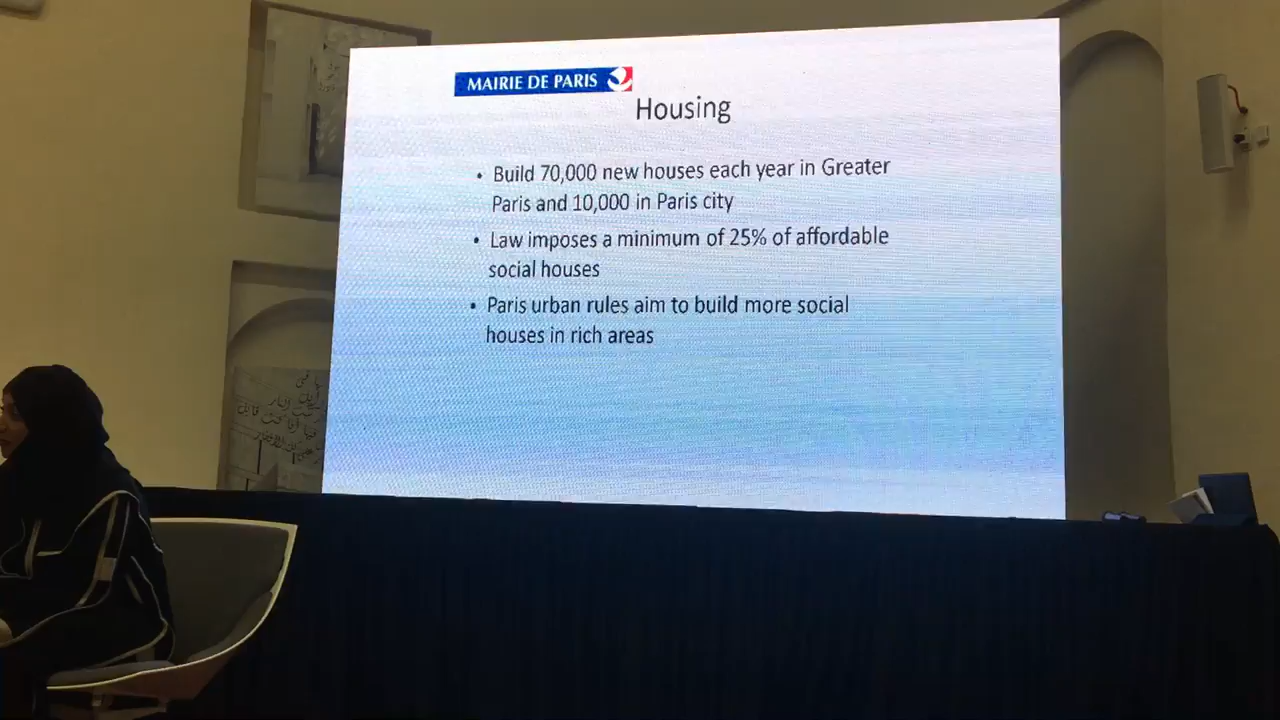 MAIRIE DE PARIS
Housing
• Build 70,000 new houses each year in Greater
Paris and 10,000 in Paris city
• Law imposes a minimum of 25% of affordable
social houses
• Paris urban rules aim to build more social
houses in rich areas